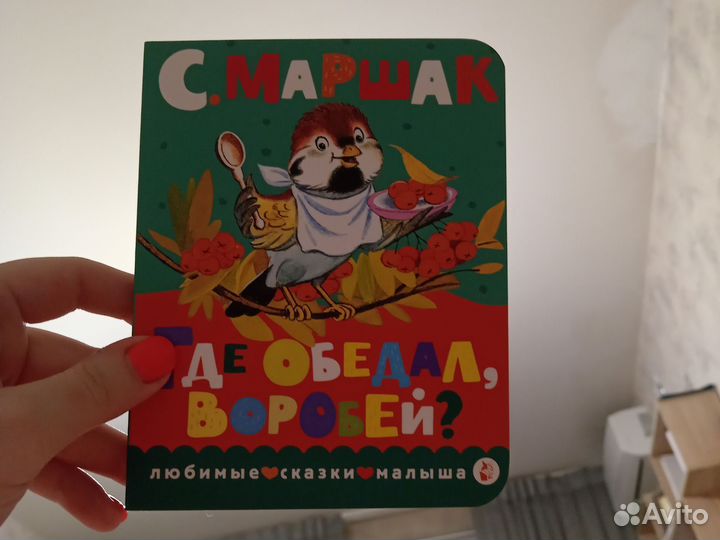 С. МАРШАК
ГДЕ ОБЕДАЛ,
ВОРОБЕЙ?
любимые сказки малыша
Avito